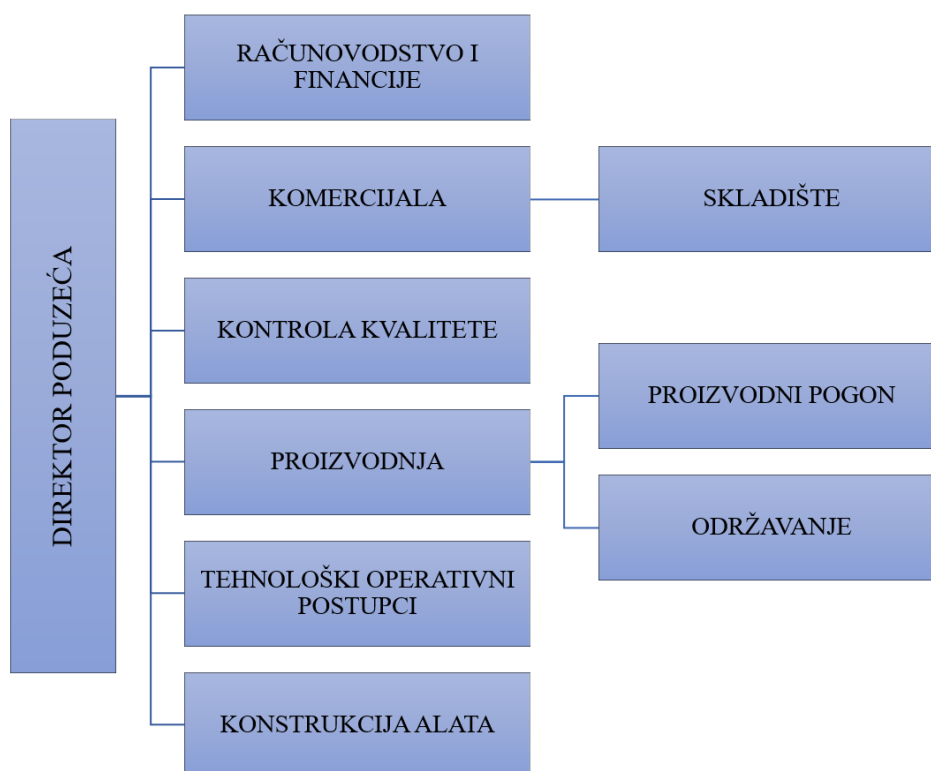 DIREKTOR PODUZEĆA
RAČUNOVODSTVO I
FINANCIJE
KOMERCIJALA
SKLADIŠTE
KONTROLA KVALITETE
PROIZVODNJA
PROIZVODNI POGON
ODRŽAVANJE
TEHNOLOŠKI OPERATIVNI
POSTUPCI
KONSTRUKCIJA ALATA